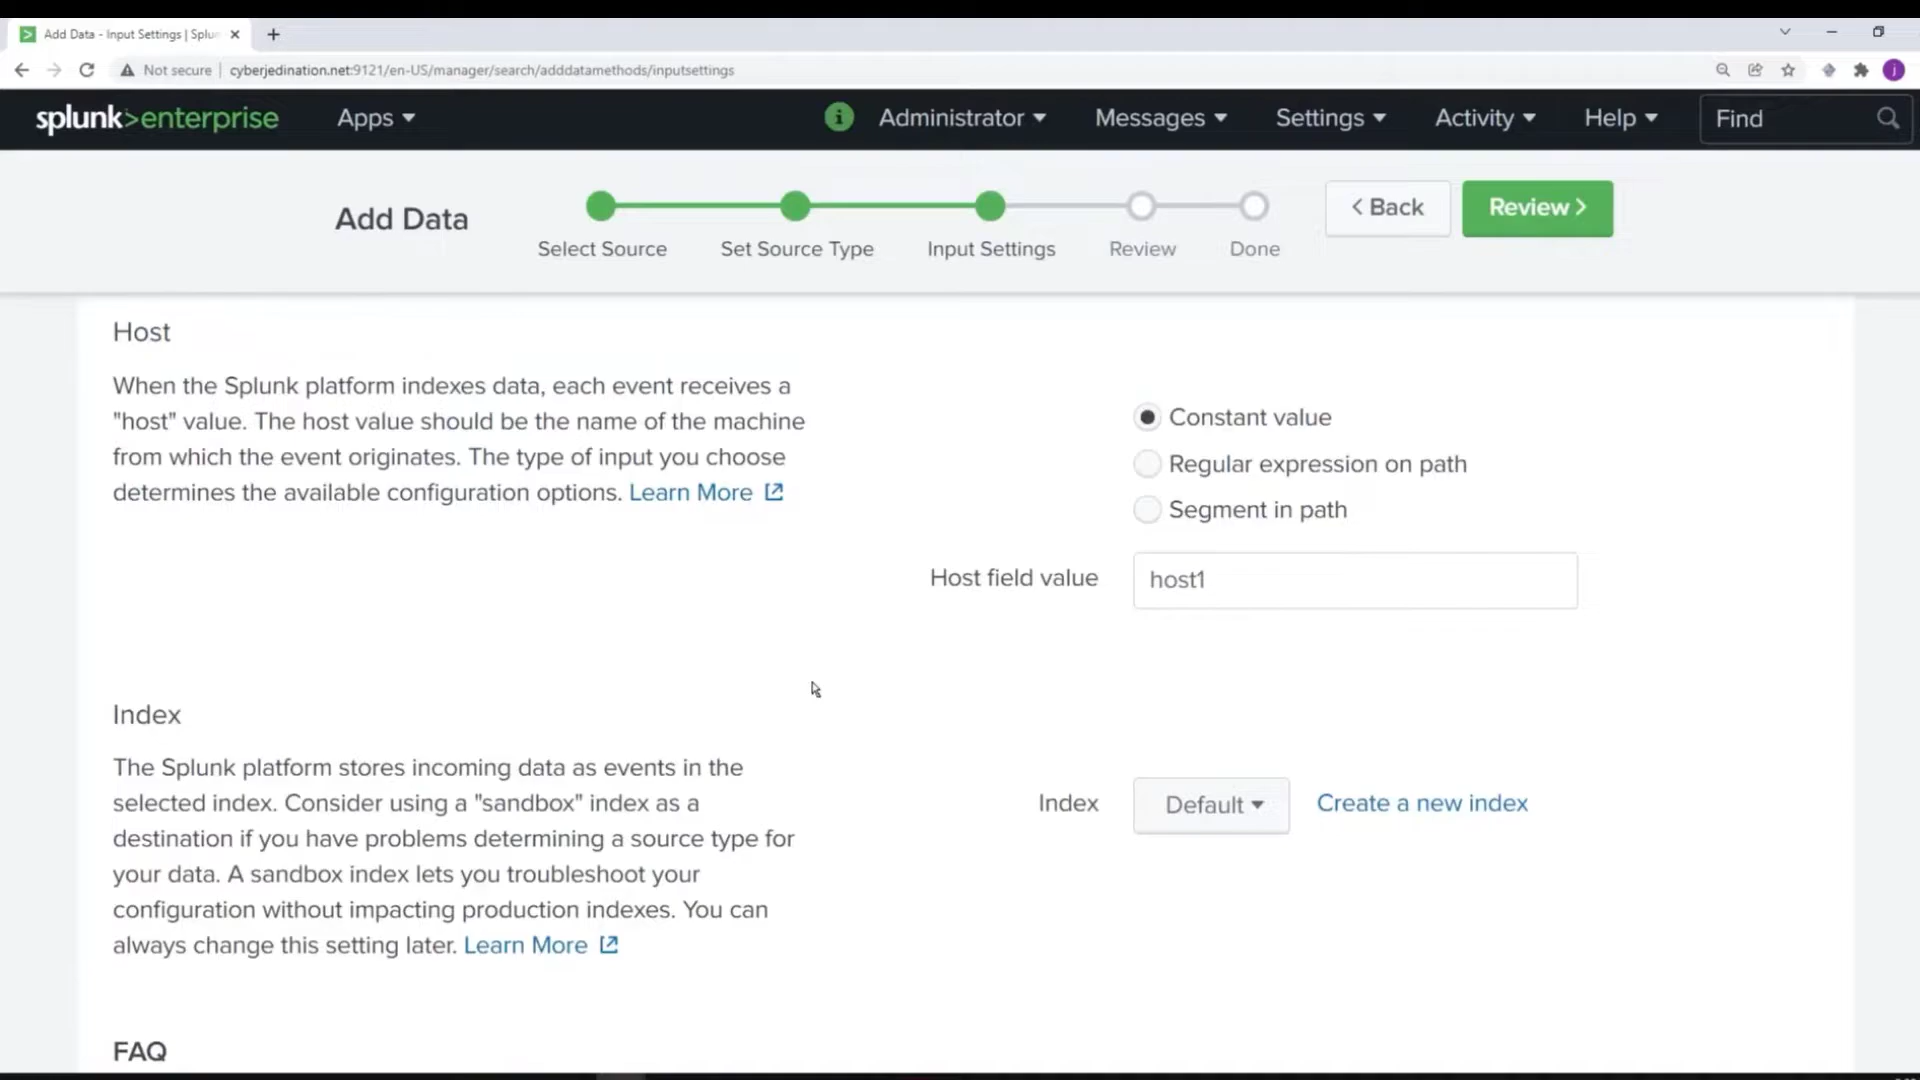 Add Data - Input Settings | Splu
Not secure | cyberjedination.net:9121/en-US/manager/search/adddatamethods/inputsettings
j
splunk>enterprise
Apps
i
Administrator
Messages
Settings
Activity
Help
Find
Add Data
Select Source
Set Source Type
Input Settings
Review
Done
< Back
Review >
Host
When the Splunk platform indexes data, each event receives a
"host" value. The host value should be the name of the machine
from which the event originates. The type of input you choose
determines the available configuration options. Learn More
Constant value
Regular expression on path
Segment in path
Host field value
host1
Index
The Splunk platform stores incoming data as events in the
selected index. Consider using a "sandbox" index as a
destination if you have problems determining a source type for
your data. A sandbox index lets you troubleshoot your
configuration without impacting production indexes. You can
always change this setting later. Learn More
Index
Default
Create a new index
FAQ